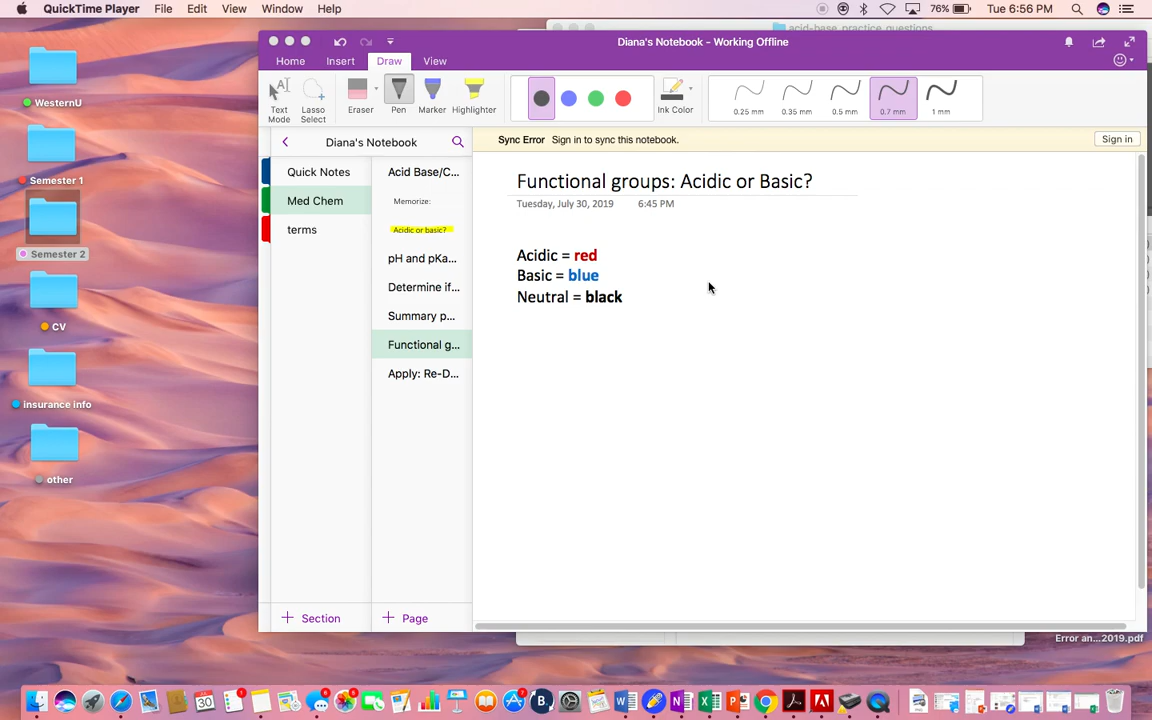 QuickTime Player File Edit View Window Help 76% Tue 6:56 PM
acid-base practice questions
Diana's Notebook - Working Offline
Home Insert Draw View
Text Mode
Lasso Select
Eraser
Pen
Marker
Highlighter
Ink Color
0.25 mm
0.35 mm
0.5 mm
0.7 mm
1 mm
Diana's Notebook
Sync Error Sign in to sync this notebook.
Sign in
Quick Notes
Med Chem
terms
Acid Base/C...
Memorize:
Acidic or basic?
pH and pKa...
Determine if...
Summary p...
Functional g...
Apply: Re-D...
Functional groups: Acidic or Basic?
Tuesday, July 30, 2019 6:45 PM
Acidic = red
Basic = blue
Neutral = black
+ Section
+ Page
WesternU
Semester 1
Semester 2
CV
insurance info
other
Error an...2019.pdf